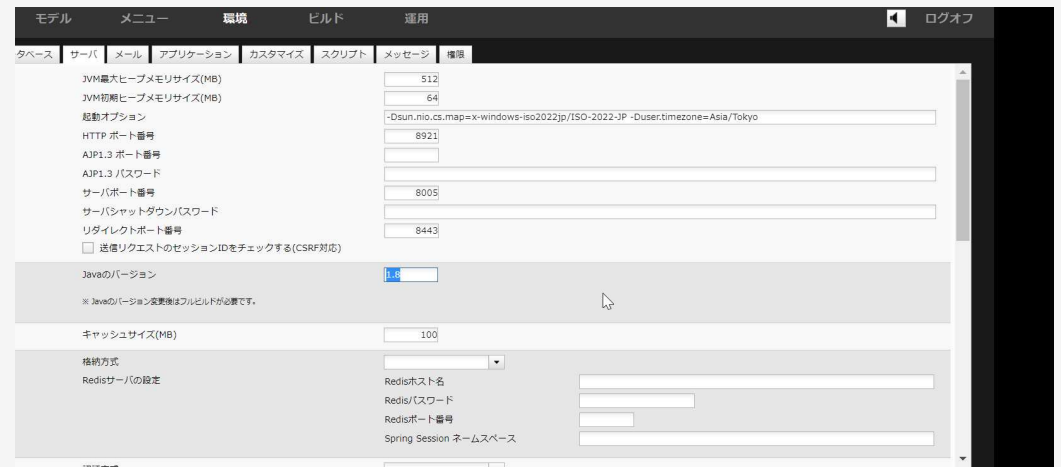 モデル メニュー 環境 ビルド 運用 ログオフ
タベース サーバ メール アプリケーション カスタマイズ スクリプト メッセージ 権限
JVM最大ヒープメモリサイズ(MB) 512
JVM初期ヒープメモリサイズ(MB) 64
起動オプション -Dsun.nio.cs.map=x-windows-iso2022jp/ISO-2022-JP -Duser.timezone=Asia/Tokyo
HTTP ポート番号 8921
AJP1.3 ポート番号
AJP1.3 パスワード
サーバポート番号 8005
サーバシャットダウンパスワード
リダイレクトポート番号 8443
送信リクエストのセッションIDをチェックする(CSRF対応)
Javaのバージョン 1.8
※ Javaのバージョン変更後はフルビルドが必要です。
キャッシュサイズ(MB) 100
格納方式
Redisサーバの設定 Redisホスト名
Redisパスワード
Redisポート番号
Spring Session ネームスペース